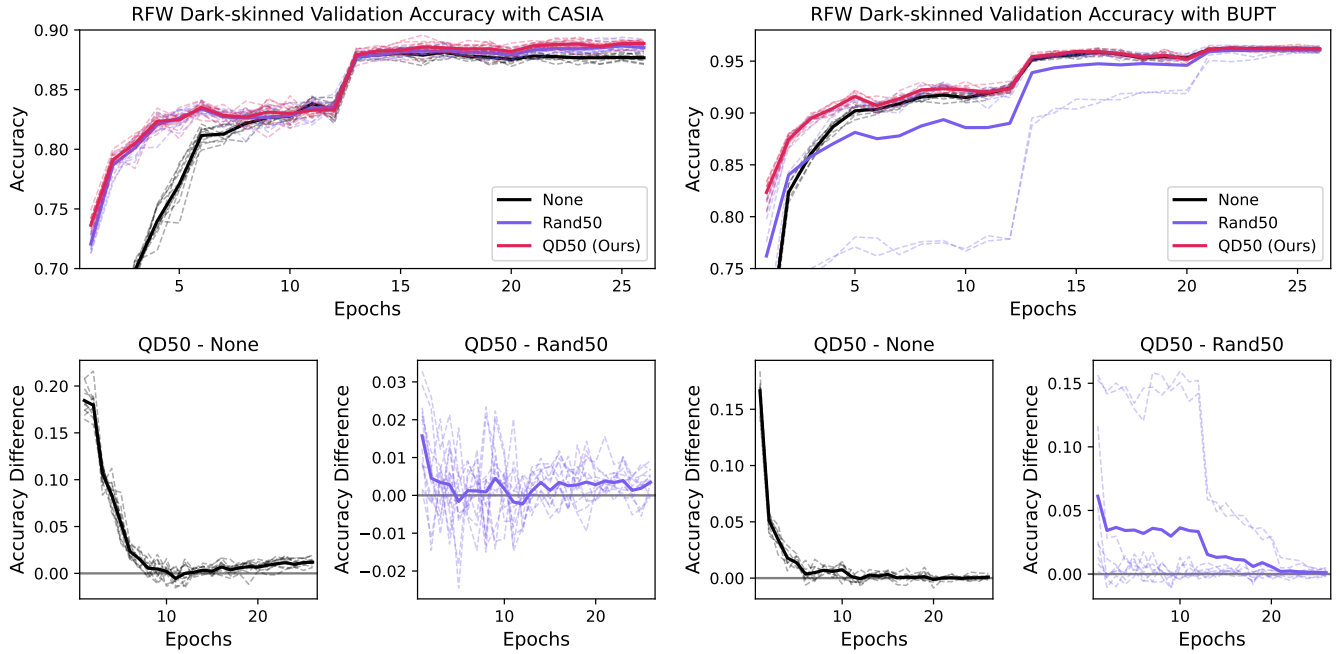 RFW Dark-skinned Validation Accuracy with CASIA
0.90
0.85
0.80
0.75
0.70
Accuracy
5
10
15
20
25
Epochs
None
Rand50
QD50 (Ours)
RFW Dark-skinned Validation Accuracy with BUPT
0.95
0.90
0.85
0.80
0.75
Accuracy
5
10
15
20
25
Epochs
None
Rand50
QD50 (Ours)
QD50 - None
0.20
0.15
0.10
0.05
0.00
Accuracy Difference
10
20
Epochs
QD50 - Rand50
0.03
0.02
0.01
0.00
−0.01
−0.02
Accuracy Difference
10
20
Epochs
QD50 - None
0.15
0.10
0.05
0.00
Accuracy Difference
10
20
Epochs
QD50 - Rand50
0.15
0.10
0.05
0.00
Accuracy Difference
10
20
Epochs